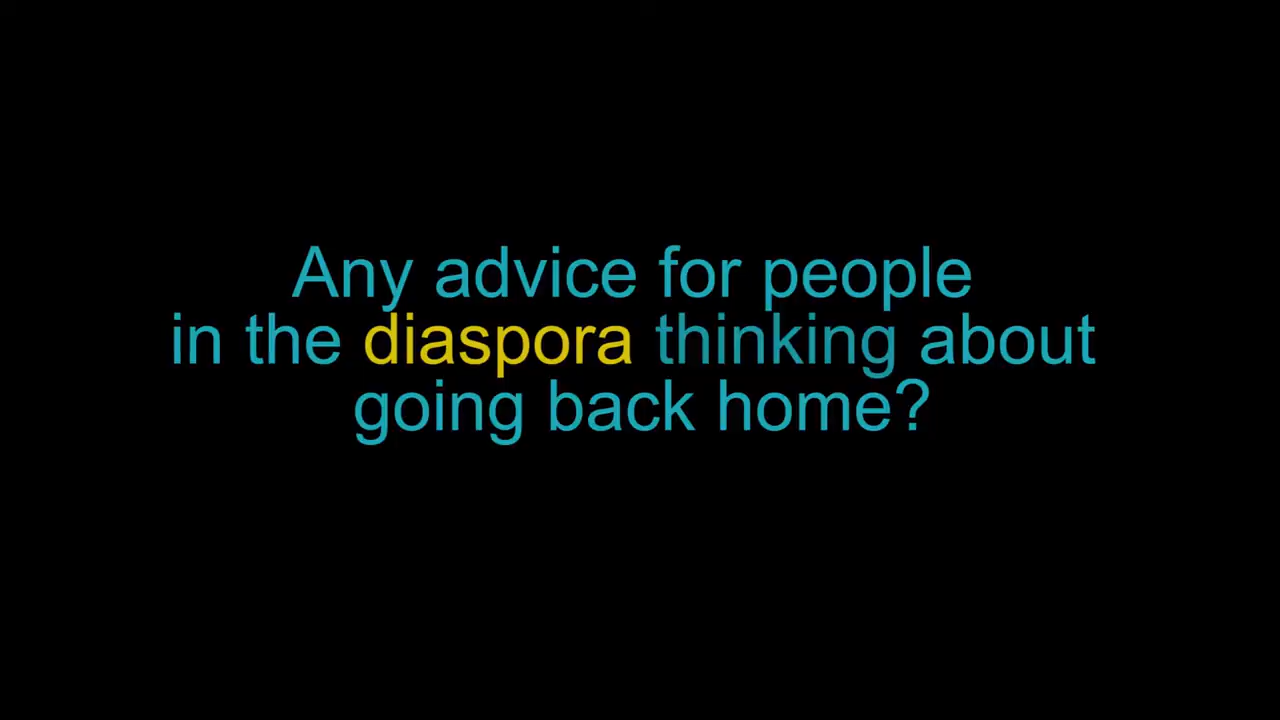 Any advice for people
in the diaspora thinking about
going back home?